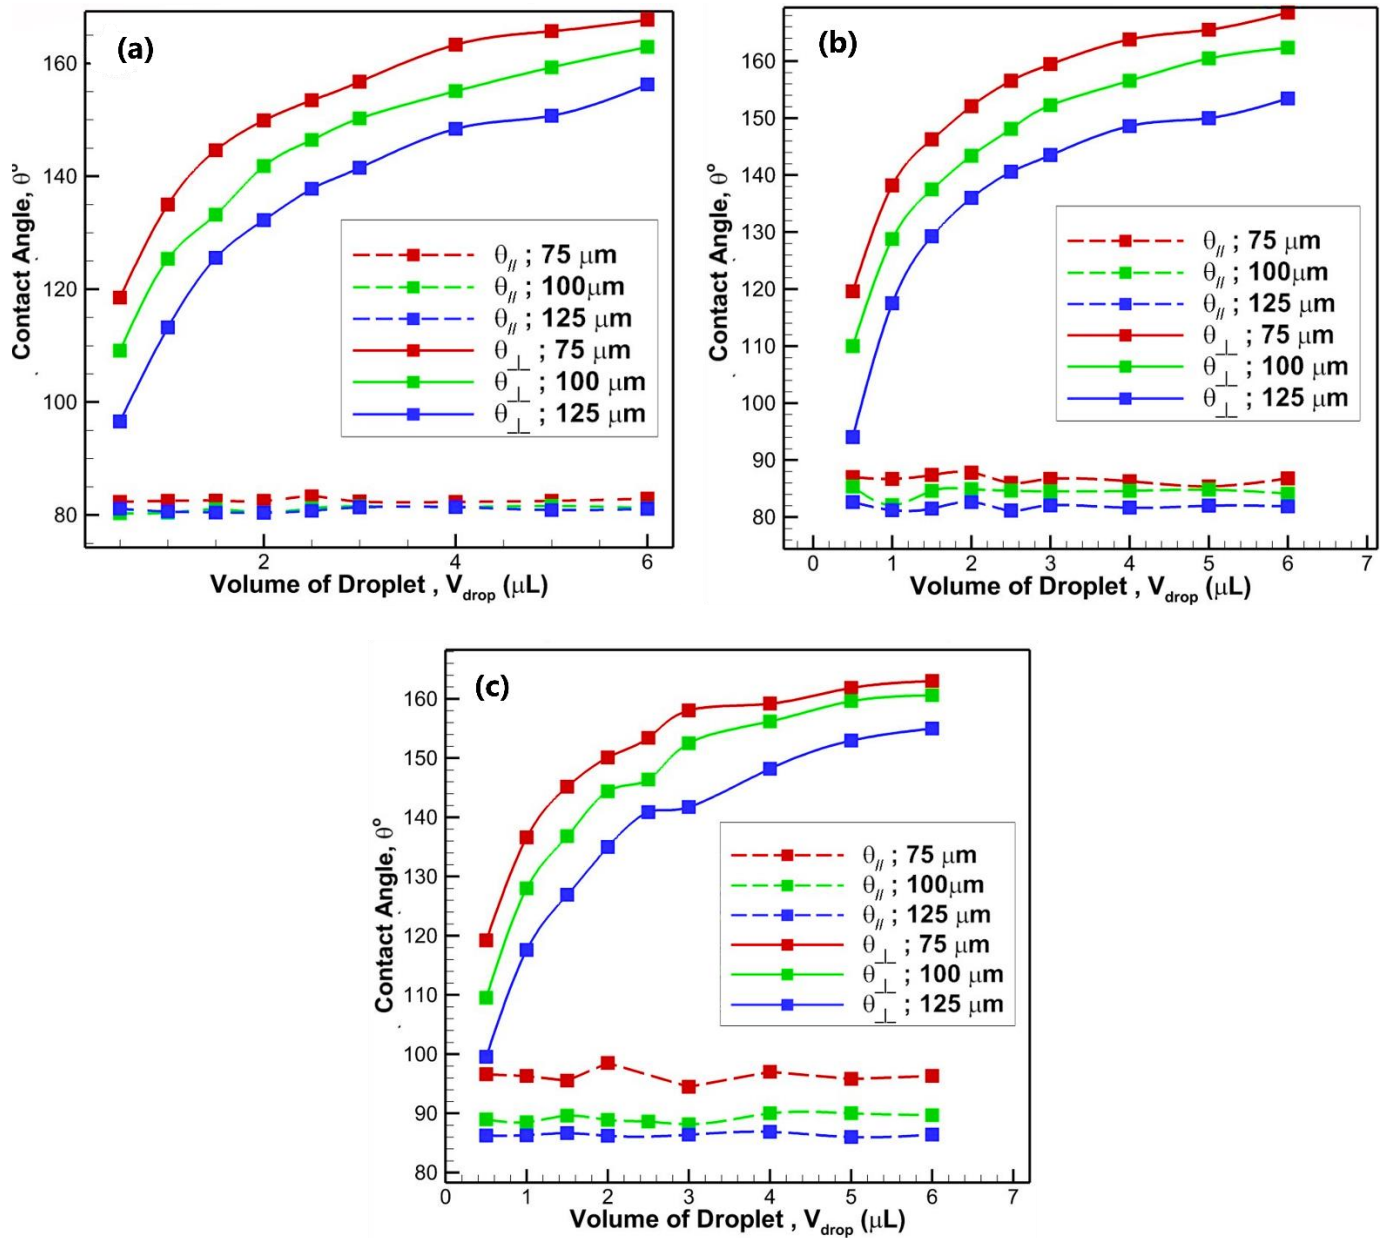 (a)
160
140
120
100
80
Contact Angle, θ°
θ// ; 75 μm
θ// ; 100μm
θ// ; 125 μm
θ⊥ ; 75 μm
θ⊥ ; 100 μm
θ⊥ ; 125 μm
2 4 6
Volume of Droplet , Vdrop (μL)
(b)
160
150
140
130
120
110
100
90
80
Contact Angle, θ°
θ// ; 75 μm
θ// ; 100μm
θ// ; 125 μm
θ⊥ ; 75 μm
θ⊥ ; 100 μm
θ⊥ ; 125 μm
0 1 2 3 4 5 6 7
Volume of Droplet , Vdrop (μL)
(c)
160
150
140
130
120
110
100
90
80
Contact Angle, θ°
θ// ; 75 μm
θ// ; 100μm
θ// ; 125 μm
θ⊥ ; 75 μm
θ⊥ ; 100 μm
θ⊥ ; 125 μm
0 1 2 3 4 5 6 7
Volume of Droplet , Vdrop (μL)